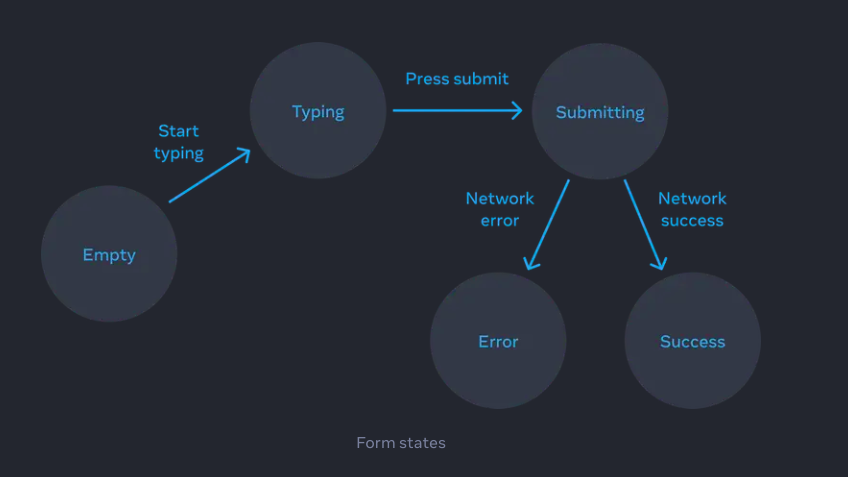 Press submit
Typing
Submitting
Start
typing
Network
error
Network
success
Empty
Error
Success
Form states